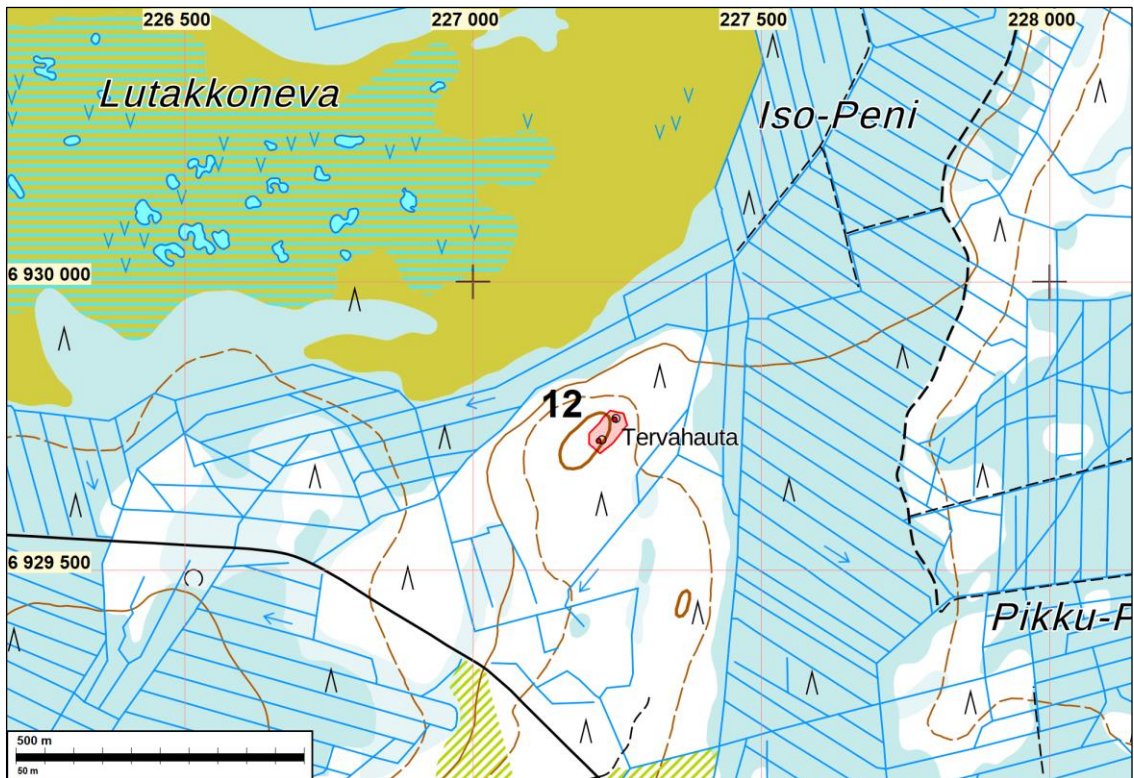 226 500
227 000
227 500
228 000
Lutakkoneva
Iso-Peni
6 930 000
12
Tervahauta
6 929 500
Pikku-P
500 m
50 m